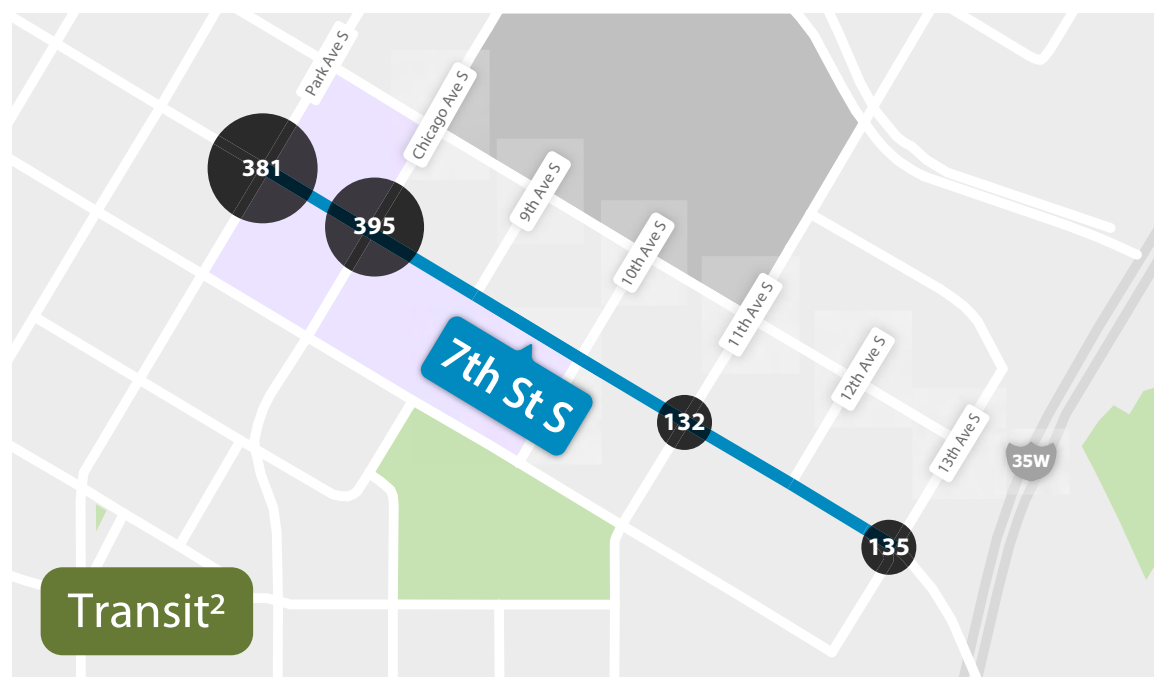 Park Ave S
Chicago Ave S
381
9th Ave S
395
10th Ave S
11th Ave S
12th Ave S
7th St S
132
13th Ave S
35W
135
Transit²